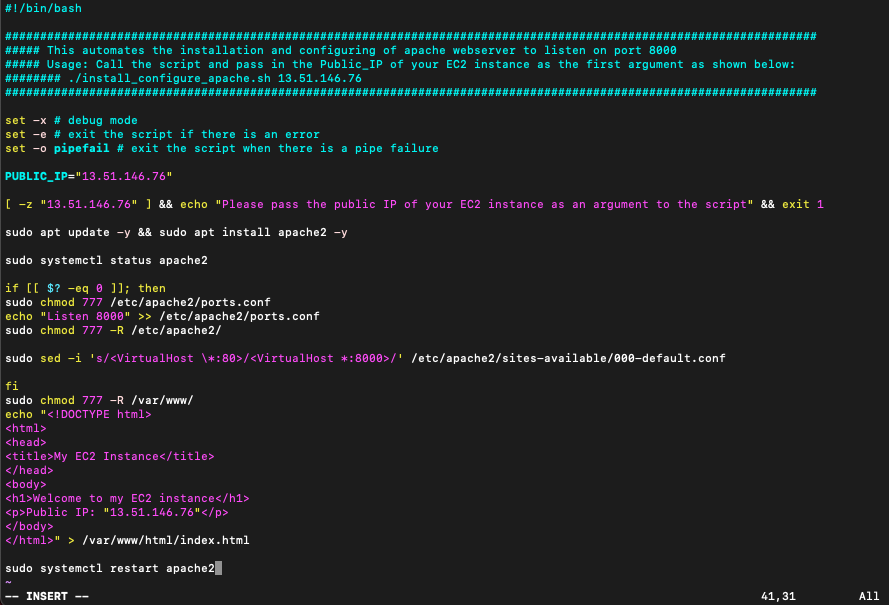 #!/bin/bash
####################################################################################################################
##### This automates the installation and configuring of apache webserver to listen on port 8000
##### Usage: Call the script and pass in the Public_IP of your EC2 instance as the first argument as shown below:
######## ./install_configure_apache.sh 13.51.146.76
####################################################################################################################
set -x # debug mode
set -e # exit the script if there is an error
set -o pipefail # exit the script when there is a pipe failure
PUBLIC_IP="13.51.146.76"
[ -z "13.51.146.76" ] && echo "Please pass the public IP of your EC2 instance as an argument to the script" && exit 1
sudo apt update -y && sudo apt install apache2 -y
sudo systemctl status apache2
if [[ $? -eq 0 ]]; then
sudo chmod 777 /etc/apache2/ports.conf
echo "Listen 8000" >> /etc/apache2/ports.conf
sudo chmod 777 -R /etc/apache2/
sudo sed -i 's/<VirtualHost \*:80>/<VirtualHost *:8000>/' /etc/apache2/sites-available/000-default.conf
fi
sudo chmod 777 -R /var/www/
echo "<!DOCTYPE html>
<html>
<head>
<title>My EC2 Instance</title>
</head>
<body>
<h1>Welcome to my EC2 instance</h1>
<p>Public IP: "13.51.146.76"</p>
</body>
</html>" > /var/www/html/index.html
sudo systemctl restart apache2
~
-- INSERT -- 41,31 All